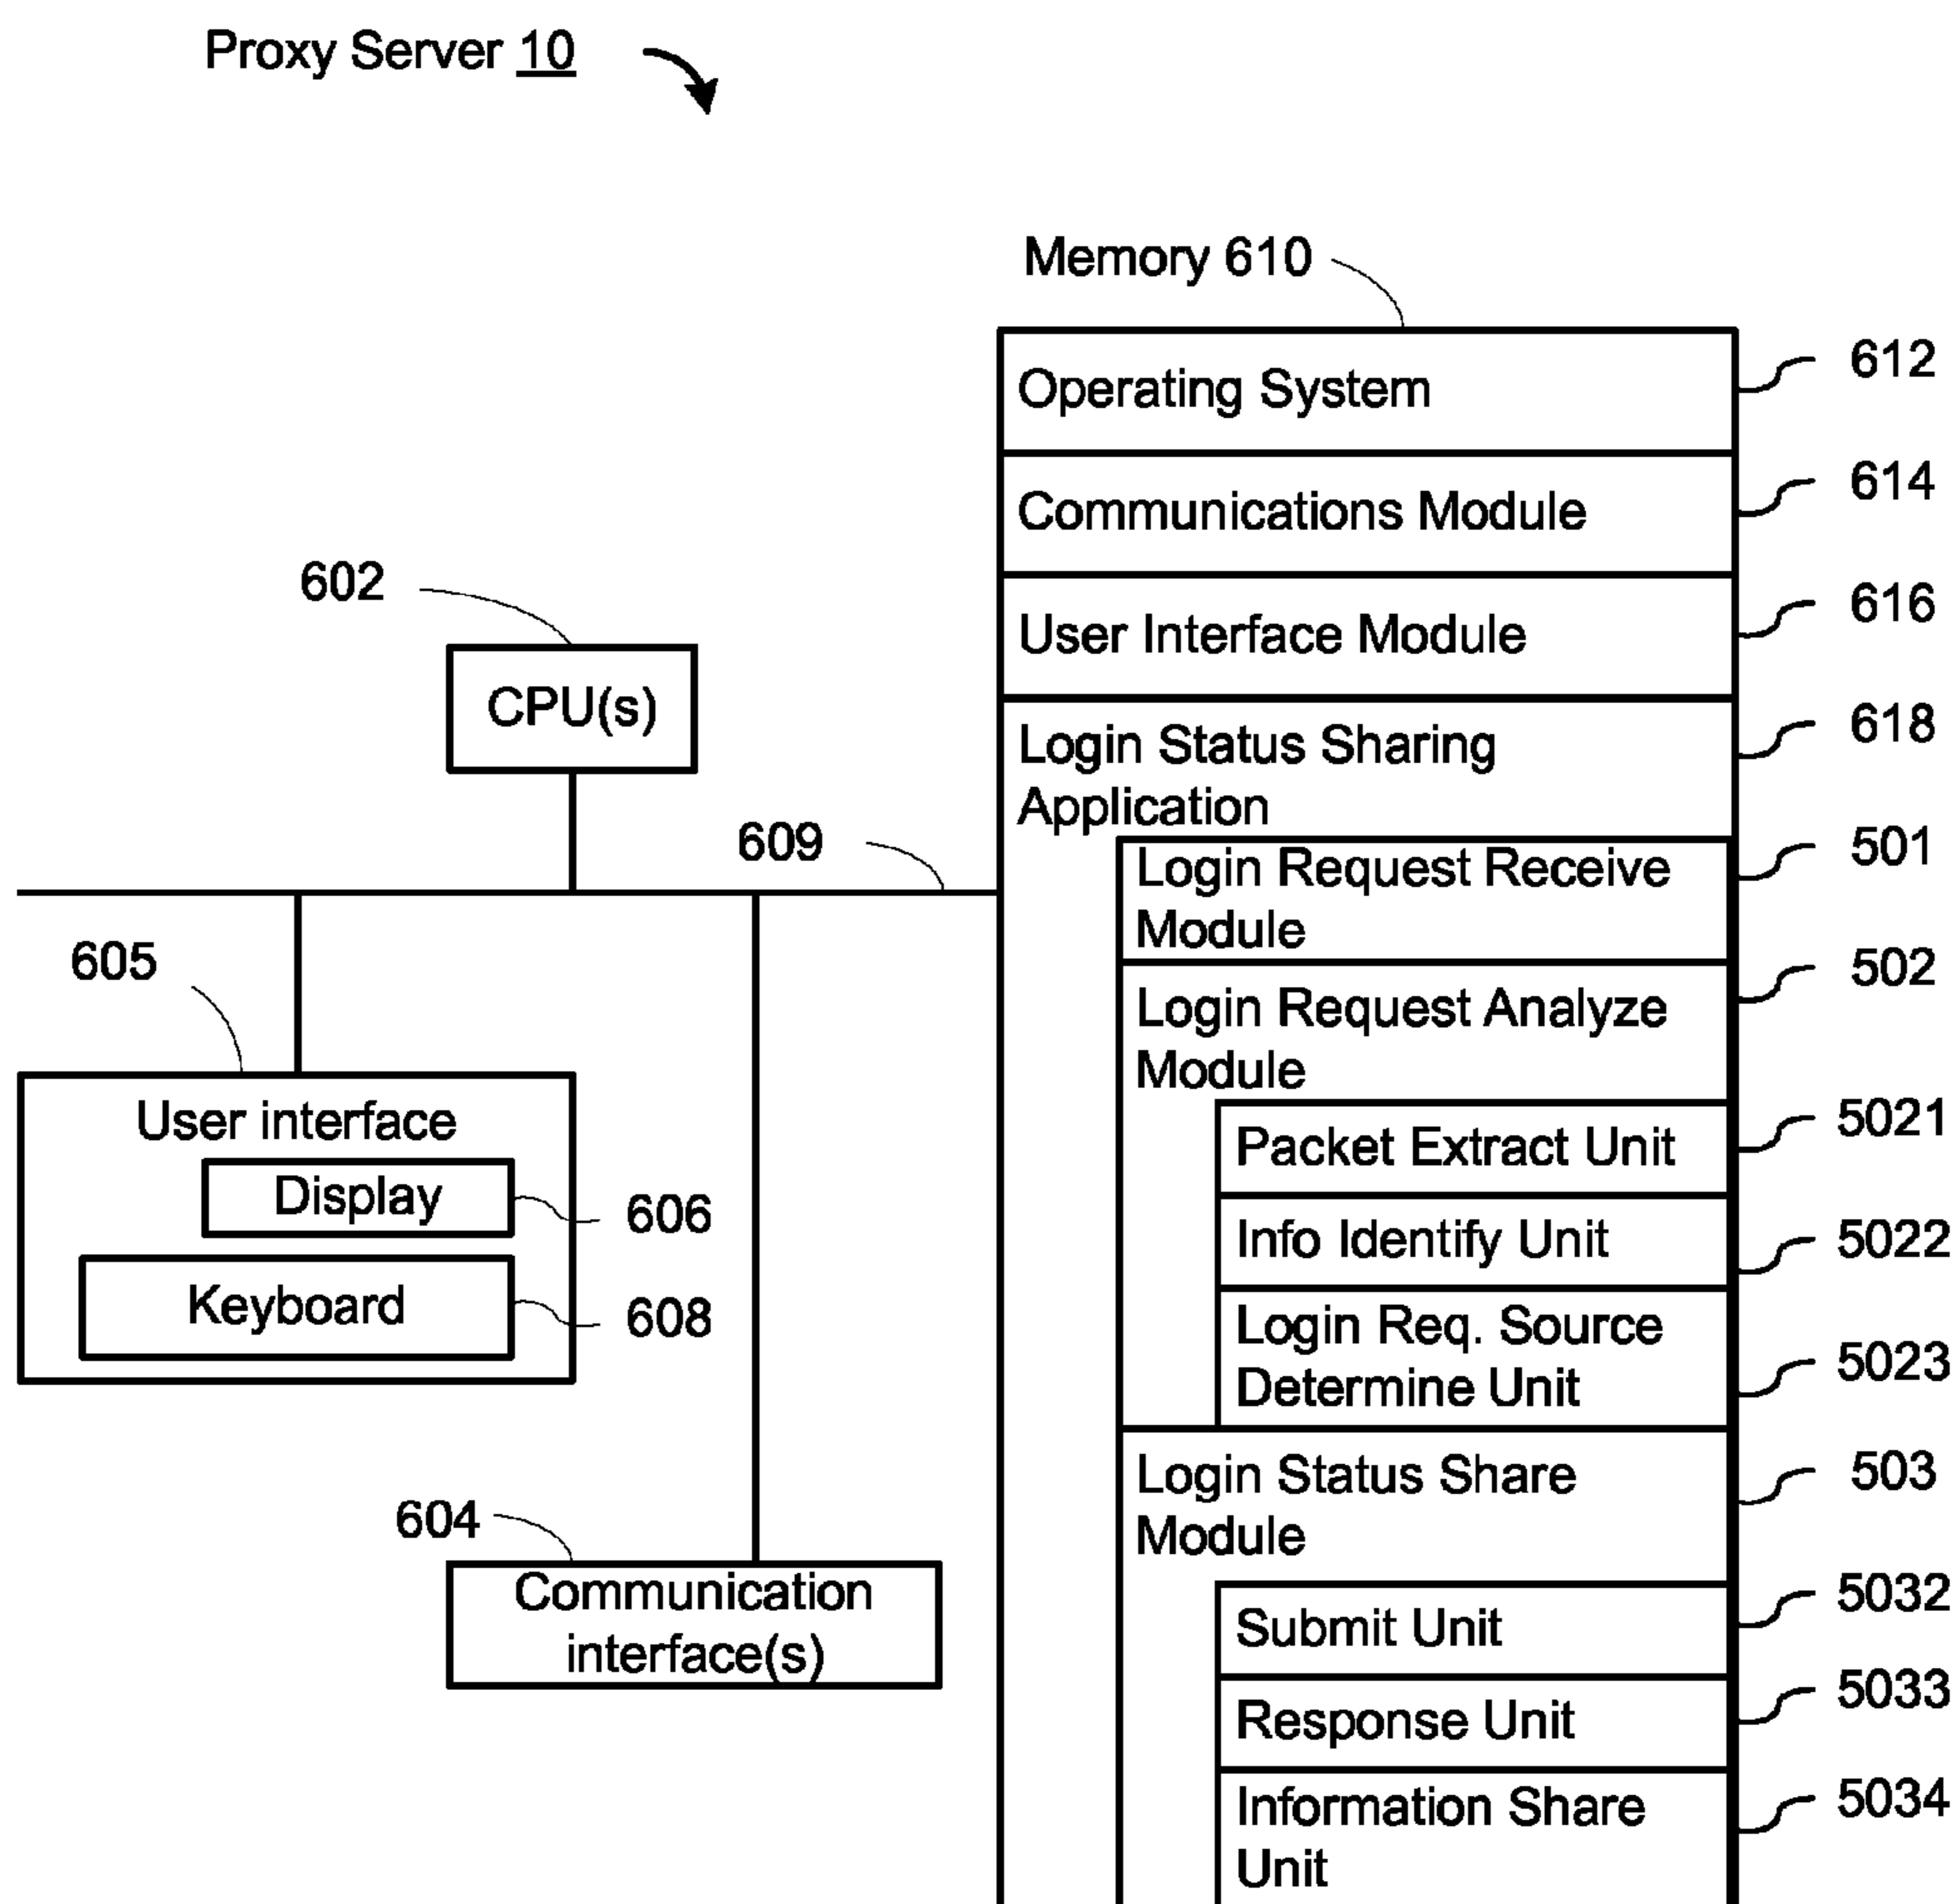 Proxy Server 10
Memory 610
Operating System
612
Communications Module
614
User Interface Module
616
Login Status Sharing
Application
618
Login Request Receive
Module
501
Login Request Analyze
Module
502
Packet Extract Unit
5021
Info Identify Unit
5022
Login Req. Source
Determine Unit
5023
Login Status Share
Module
503
Submit Unit
5032
Response Unit
5033
Information Share
Unit
5034
602
CPU(s)
609
605
User interface
Display
606
Keyboard
608
604
Communication
interface(s)